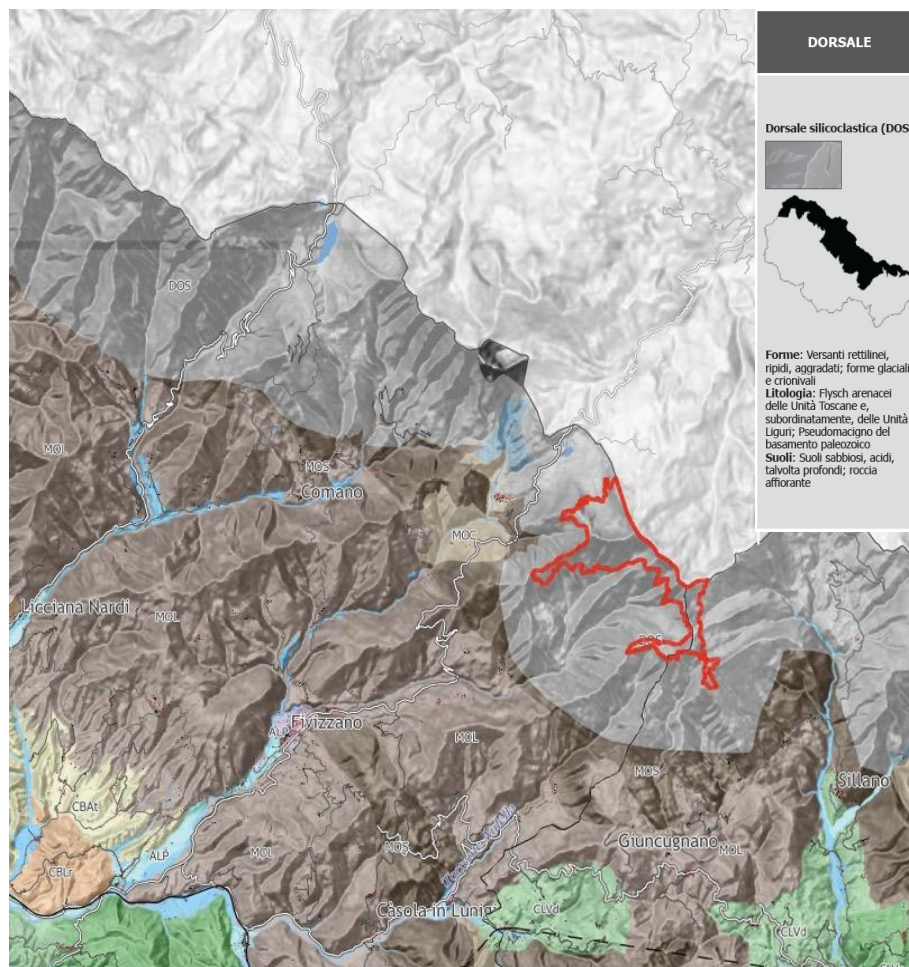 DORSALE
Dorsale silicoclastica (DOS
Forme: Versanti rettilinei,
ripidi, aggradati; forme glaciali
e crionivali
Litologia: Flysch arenacei
delle Unità Toscane e,
subordinatamente, delle Unità
Liguri; Pseudomacigno del
basamento paleozoico
Suoli: Suoli sabbiosi, acidi,
talvolta profondi; roccia
affiorante
DOS
MOL
MOS
Comano
MOC
Licciana Nardi
MOL
DOS
Fivizzano
ALP
MOL
MOS
Sillano
CBAt
MOS
Giuncugnano
MOL
ALP
MOL
CBLr
Càsola in Lunig
CLVd
CLVd